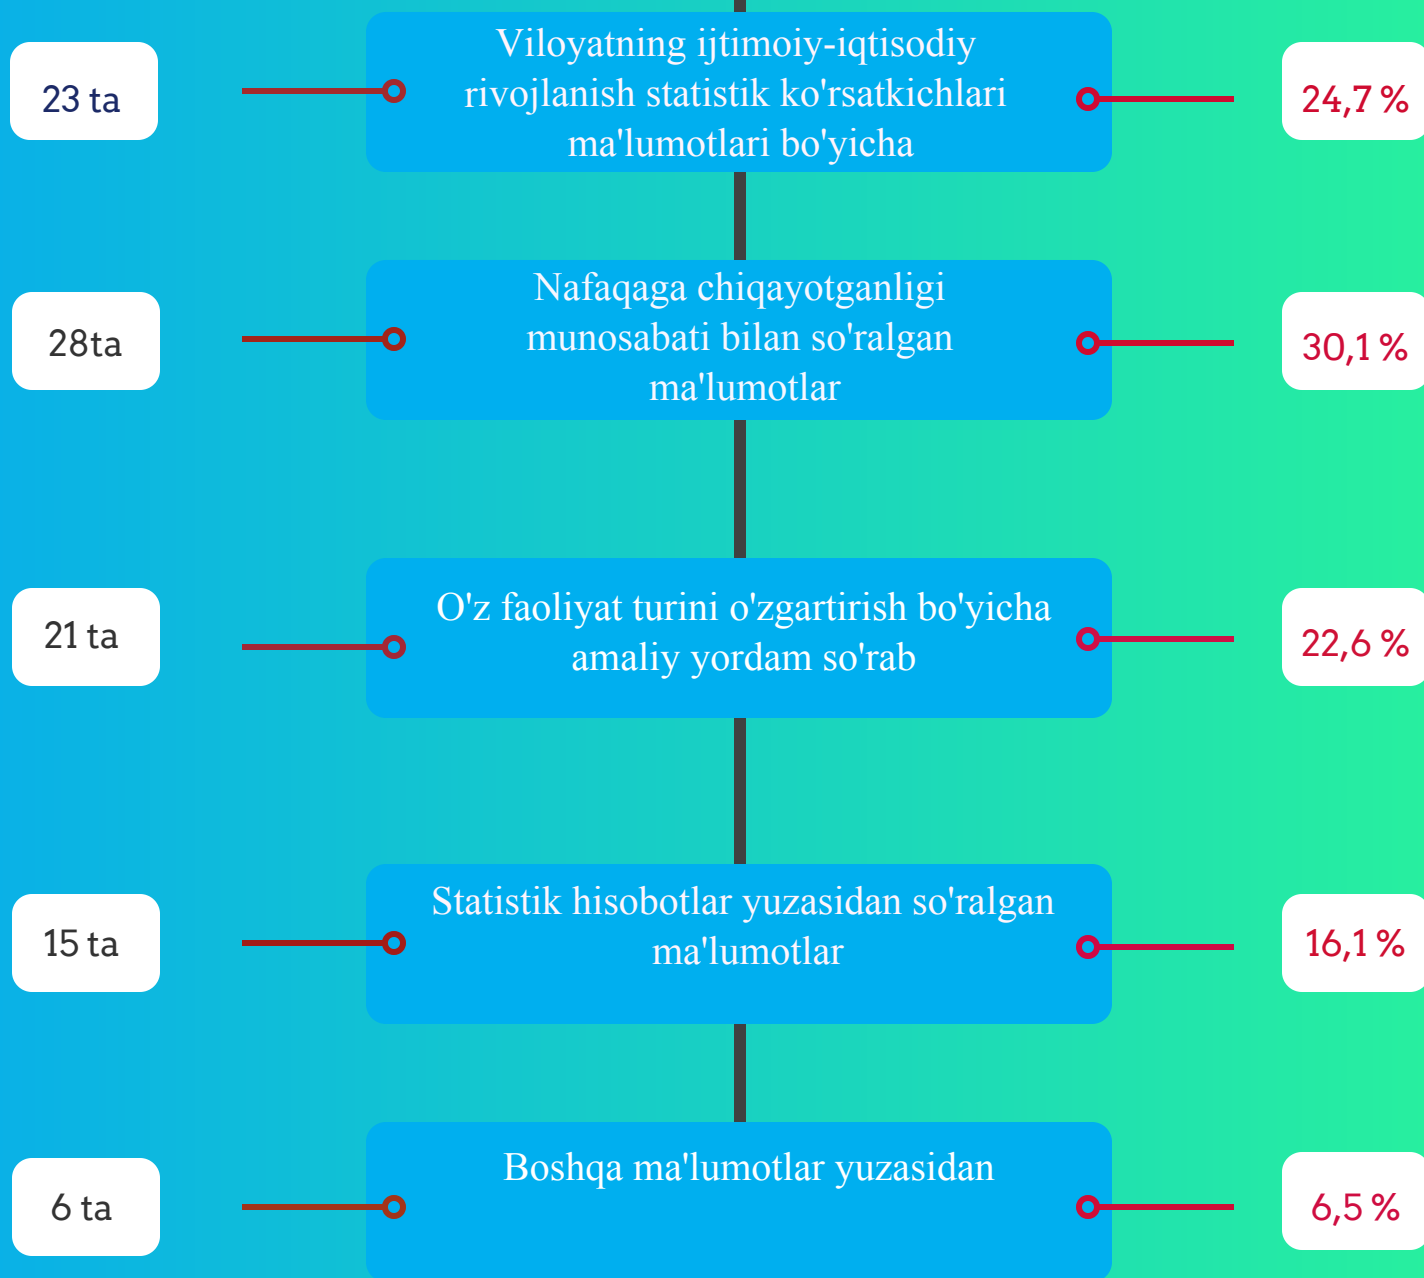 23 ta
Viloyatning ijtimoiy-iqtisodiy
rivojlanish statistik ko'rsatkichlari
ma'lumotlari bo'yicha
24,7 %
28ta
Nafaqaga chiqayotganligi
munosabati bilan so'ralgan
ma'lumotlar
30,1 %
21 ta
O'z faoliyat turini o'zgartirish bo'yicha
amaliy yordam so'rab
22,6 %
15 ta
Statistik hisobotlar yuzasidan so'ralgan
ma'lumotlar
16,1 %
6 ta
Boshqa ma'lumotlar yuzasidan
6,5 %